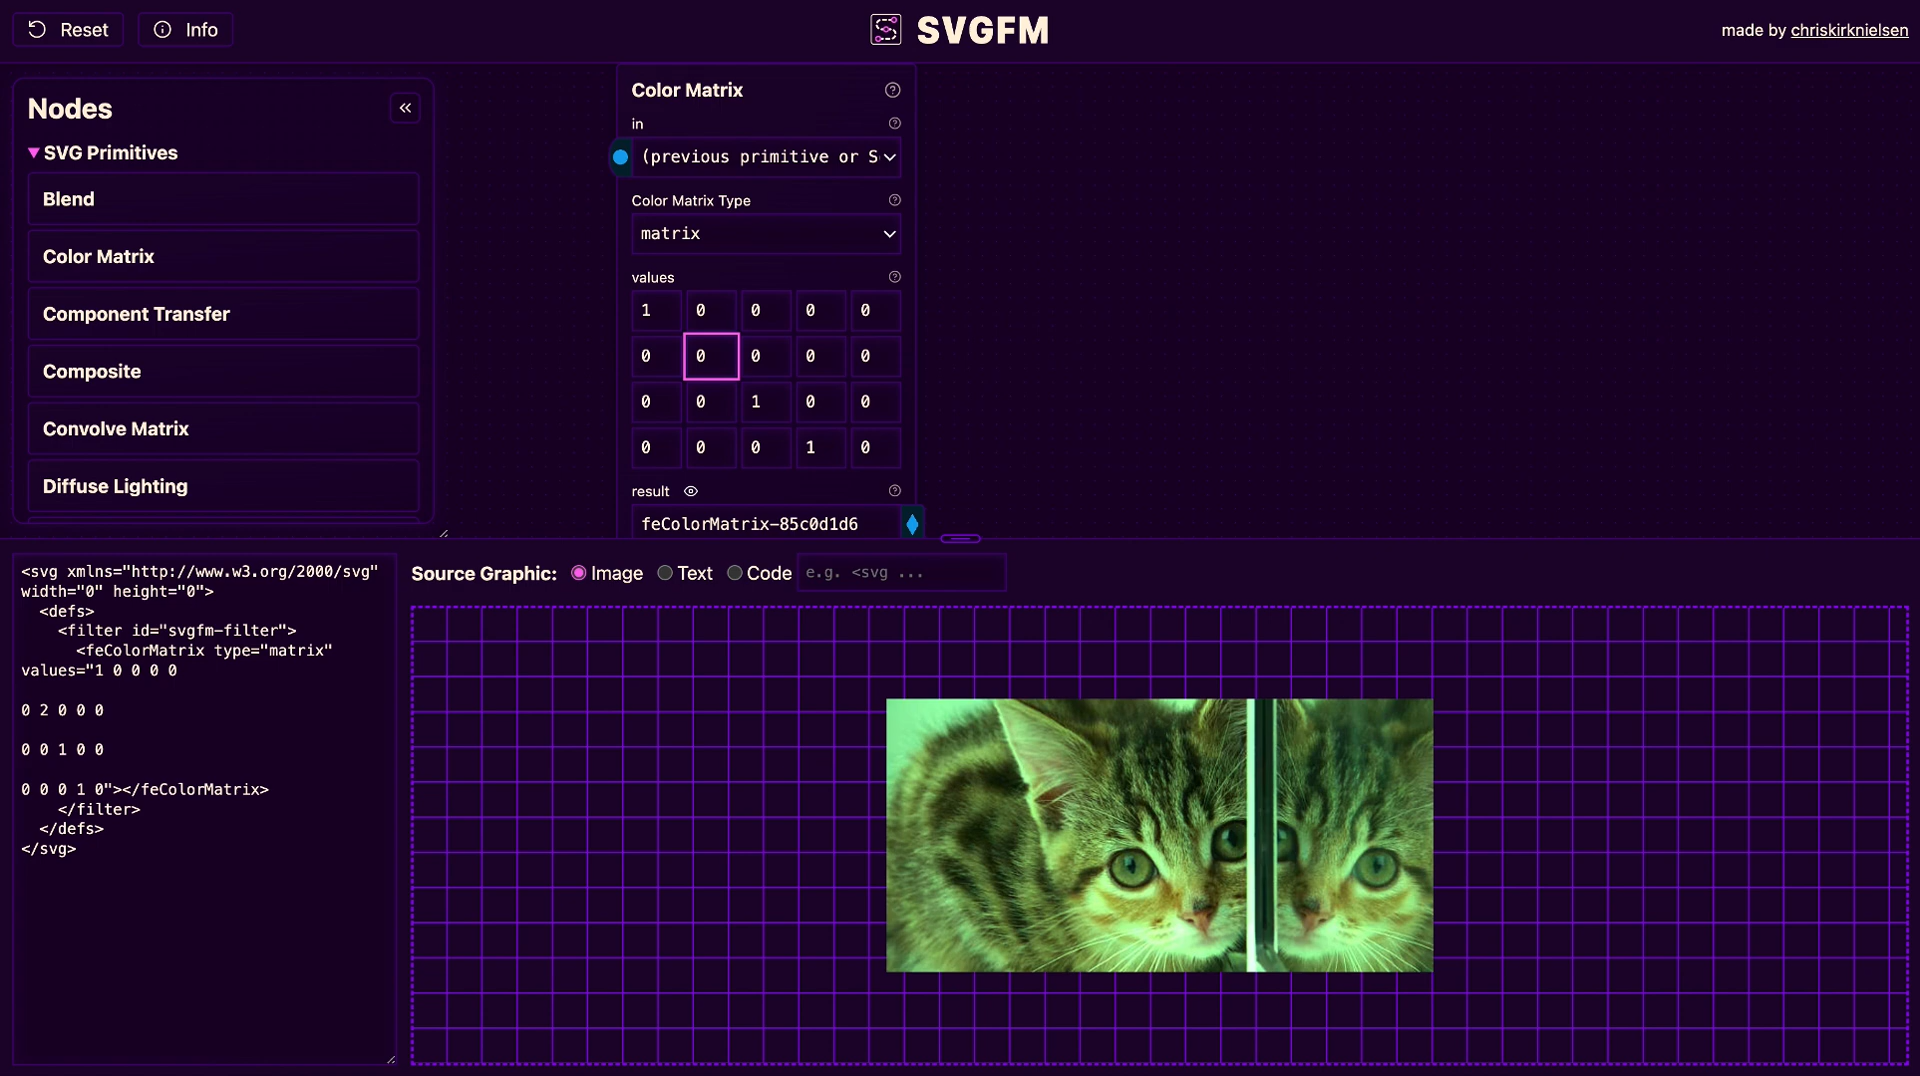 Reset
Info
SVGFM
made by chriskirknielsen
Nodes
SVG Primitives
Blend
Color Matrix
Component Transfer
Composite
Convolve Matrix
Diffuse Lighting
Color Matrix
in
(previous primitive or S
Color Matrix Type
matrix
values
1 0 0 0 0
0 0 0 0 0
0 0 1 0 0
0 0 0 1 0
result
feColorMatrix-85c0d1d6
<svg xmlns="http://www.w3.org/2000/svg"
width="0" height="0">
<defs>
<filter id="svgfm-filter">
<feColorMatrix type="matrix"
values="1 0 0 0 0
0 2 0 0 0
0 0 1 0 0
0 0 0 1 0"></feColorMatrix>
</filter>
</defs>
</svg>
Source Graphic: Image Text Code e.g. <svg ...